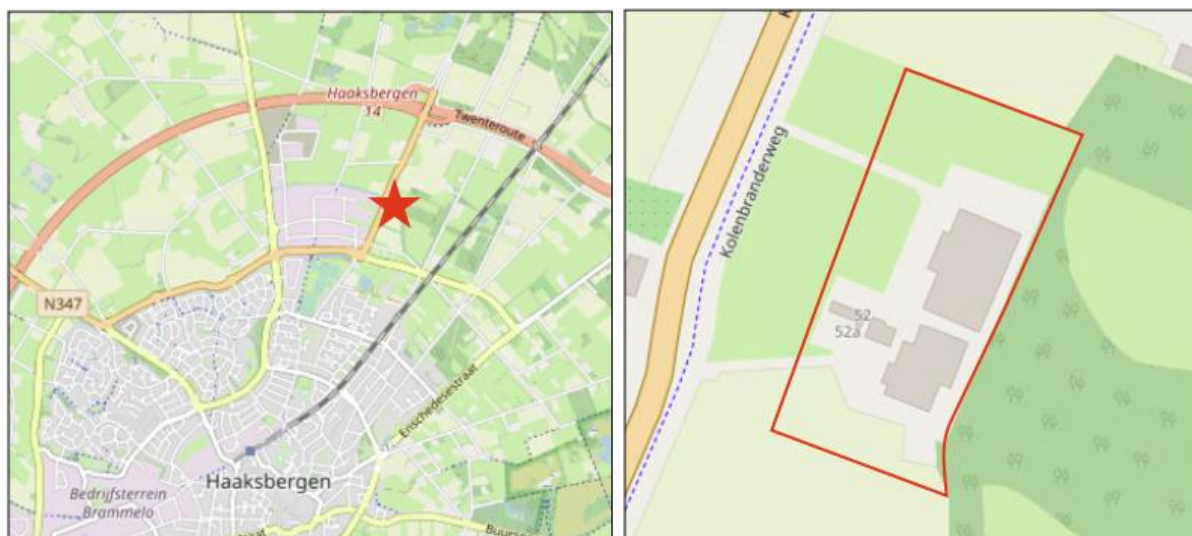 Haaksbergen
14
Twenteroute
N347
Enschedesestraat
Haaksbergen
Bedrijfsterrein
Brammelo
Kolenbranderweg
52
52a